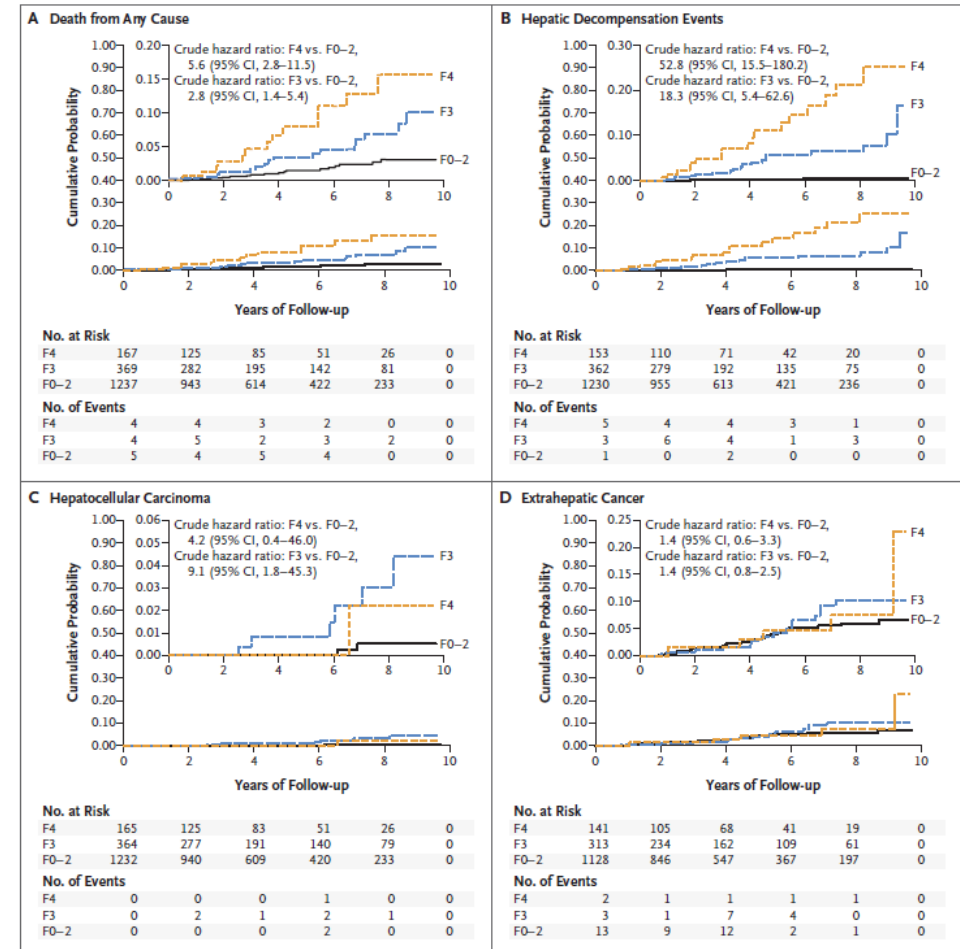 A Death from Any Cause
Cumulative Probability
1.00
0.90
0.80
0.70
0.60
0.50
0.40
0.30
0.20
0.10
0.00
0.20
0.15
0.10
0.05
0.00
Crude hazard ratio: F4 vs. F0–2,
5.6 (95% CI, 2.8–11.5)
Crude hazard ratio: F3 vs. F0–2,
2.8 (95% CI, 1.4–5.4)
F4
F3
F0–2
0 2 4 6 8 10
0 2 4 6 8 10
Years of Follow-up
No. at Risk
F4 167 125 85 51 26 0
F3 369 282 195 142 81 0
F0–2 1237 943 614 422 233 0
No. of Events
F4 4 4 3 2 0 0
F3 4 5 2 3 2 0
F0–2 5 4 5 4 0 0
B Hepatic Decompensation Events
Cumulative Probability
1.00
0.90
0.80
0.70
0.60
0.50
0.40
0.30
0.20
0.10
0.00
0.30
0.20
0.10
0.00
Crude hazard ratio: F4 vs. F0–2,
52.8 (95% CI, 15.5–180.2)
Crude hazard ratio: F3 vs. F0–2,
18.3 (95% CI, 5.4–62.6)
F4
F3
F0–2
0 2 4 6 8 10
0 2 4 6 8 10
Years of Follow-up
No. at Risk
F4 153 110 71 42 20 0
F3 362 279 192 135 75 0
F0–2 1230 955 613 421 236 0
No. of Events
F4 5 4 4 3 1 0
F3 3 6 4 1 3 0
F0–2 1 0 2 0 0 0
C Hepatocellular Carcinoma
Cumulative Probability
1.00
0.90
0.80
0.70
0.60
0.50
0.40
0.30
0.20
0.10
0.00
0.06
0.05
0.04
0.03
0.02
0.01
0.00
Crude hazard ratio: F4 vs. F0–2,
4.2 (95% CI, 0.4–46.0)
Crude hazard ratio: F3 vs. F0–2,
9.1 (95% CI, 1.8–45.3)
F3
F4
F0–2
0 2 4 6 8 10
0 2 4 6 8 10
Years of Follow-up
No. at Risk
F4 165 125 83 51 26 0
F3 364 277 191 140 79 0
F0–2 1232 940 609 420 233 0
No. of Events
F4 0 0 0 1 0 0
F3 0 2 1 2 1 0
F0–2 0 0 0 2 0 0
D Extrahepatic Cancer
Cumulative Probability
1.00
0.90
0.80
0.70
0.60
0.50
0.40
0.30
0.20
0.10
0.00
0.25
0.20
0.15
0.10
0.05
0.00
Crude hazard ratio: F4 vs. F0–2,
1.4 (95% CI, 0.6–3.3)
Crude hazard ratio: F3 vs. F0–2,
1.4 (95% CI, 0.8–2.5)
F4
F3
F0–2
0 2 4 6 8 10
0 2 4 6 8 10
Years of Follow-up
No. at Risk
F4 141 105 68 41 19 0
F3 313 234 162 109 61 0
F0–2 1128 846 547 367 197 0
No. of Events
F4 2 1 1 1 1 0
F3 3 1 7 4 0 0
F0–2 13 9 12 2 1 0